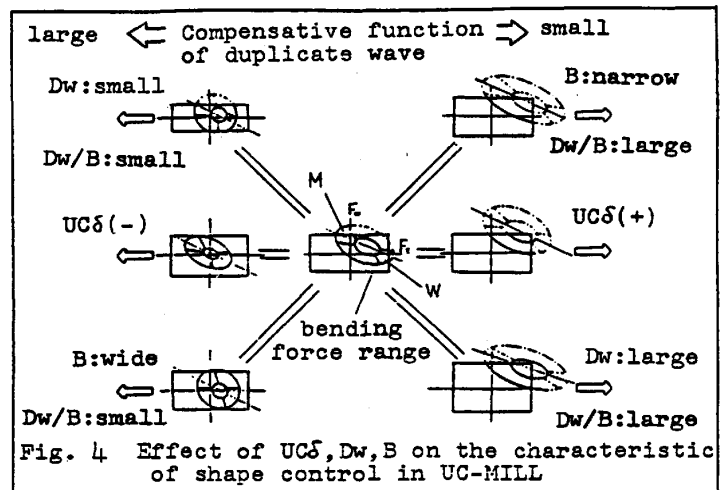 large ⇐ Compensative function ⇒ small
of duplicate wave
Dw:small
B:narrow
Dw/B:small
Dw/B:large
M
UCδ(-)
UCδ(+)
W
bending
force range
B:wide
Dw:large
Dw/B:small
Dw/B:large
Fig. 4 Effect of UCδ,Dw,B on the characteristic
of shape control in UC-MILL